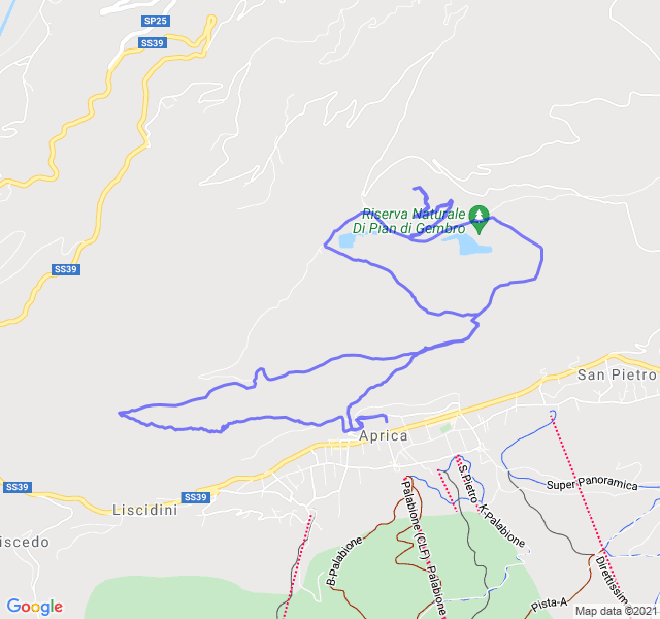 SP25
SS39
Riserva Naturale
Di Pian di Gembro
SS39
San Pietro
Aprica
SS39
SS39
Liscidini
iscedo
Super Panoramica
S.Pietro
K-Palabione
Palabione (CLF) - Palabione
B-Palabione
Direttissim
Pista A
Google
Map data ©2021